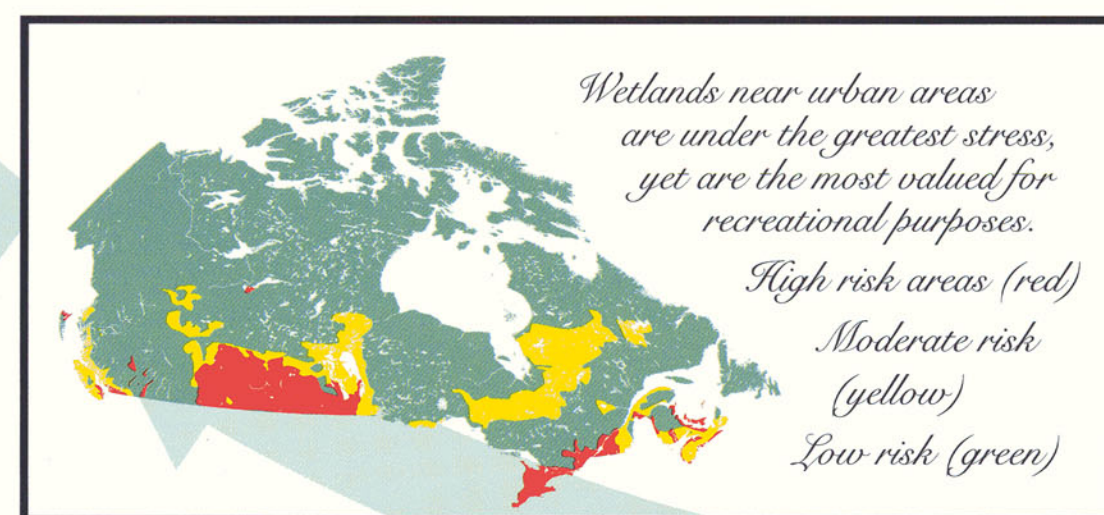 Wetlands near urban areas
are under the greatest stress,
yet are the most valued for
recreational purposes.
High risk areas (red)
Moderate risk
(yellow)
Low risk (green)